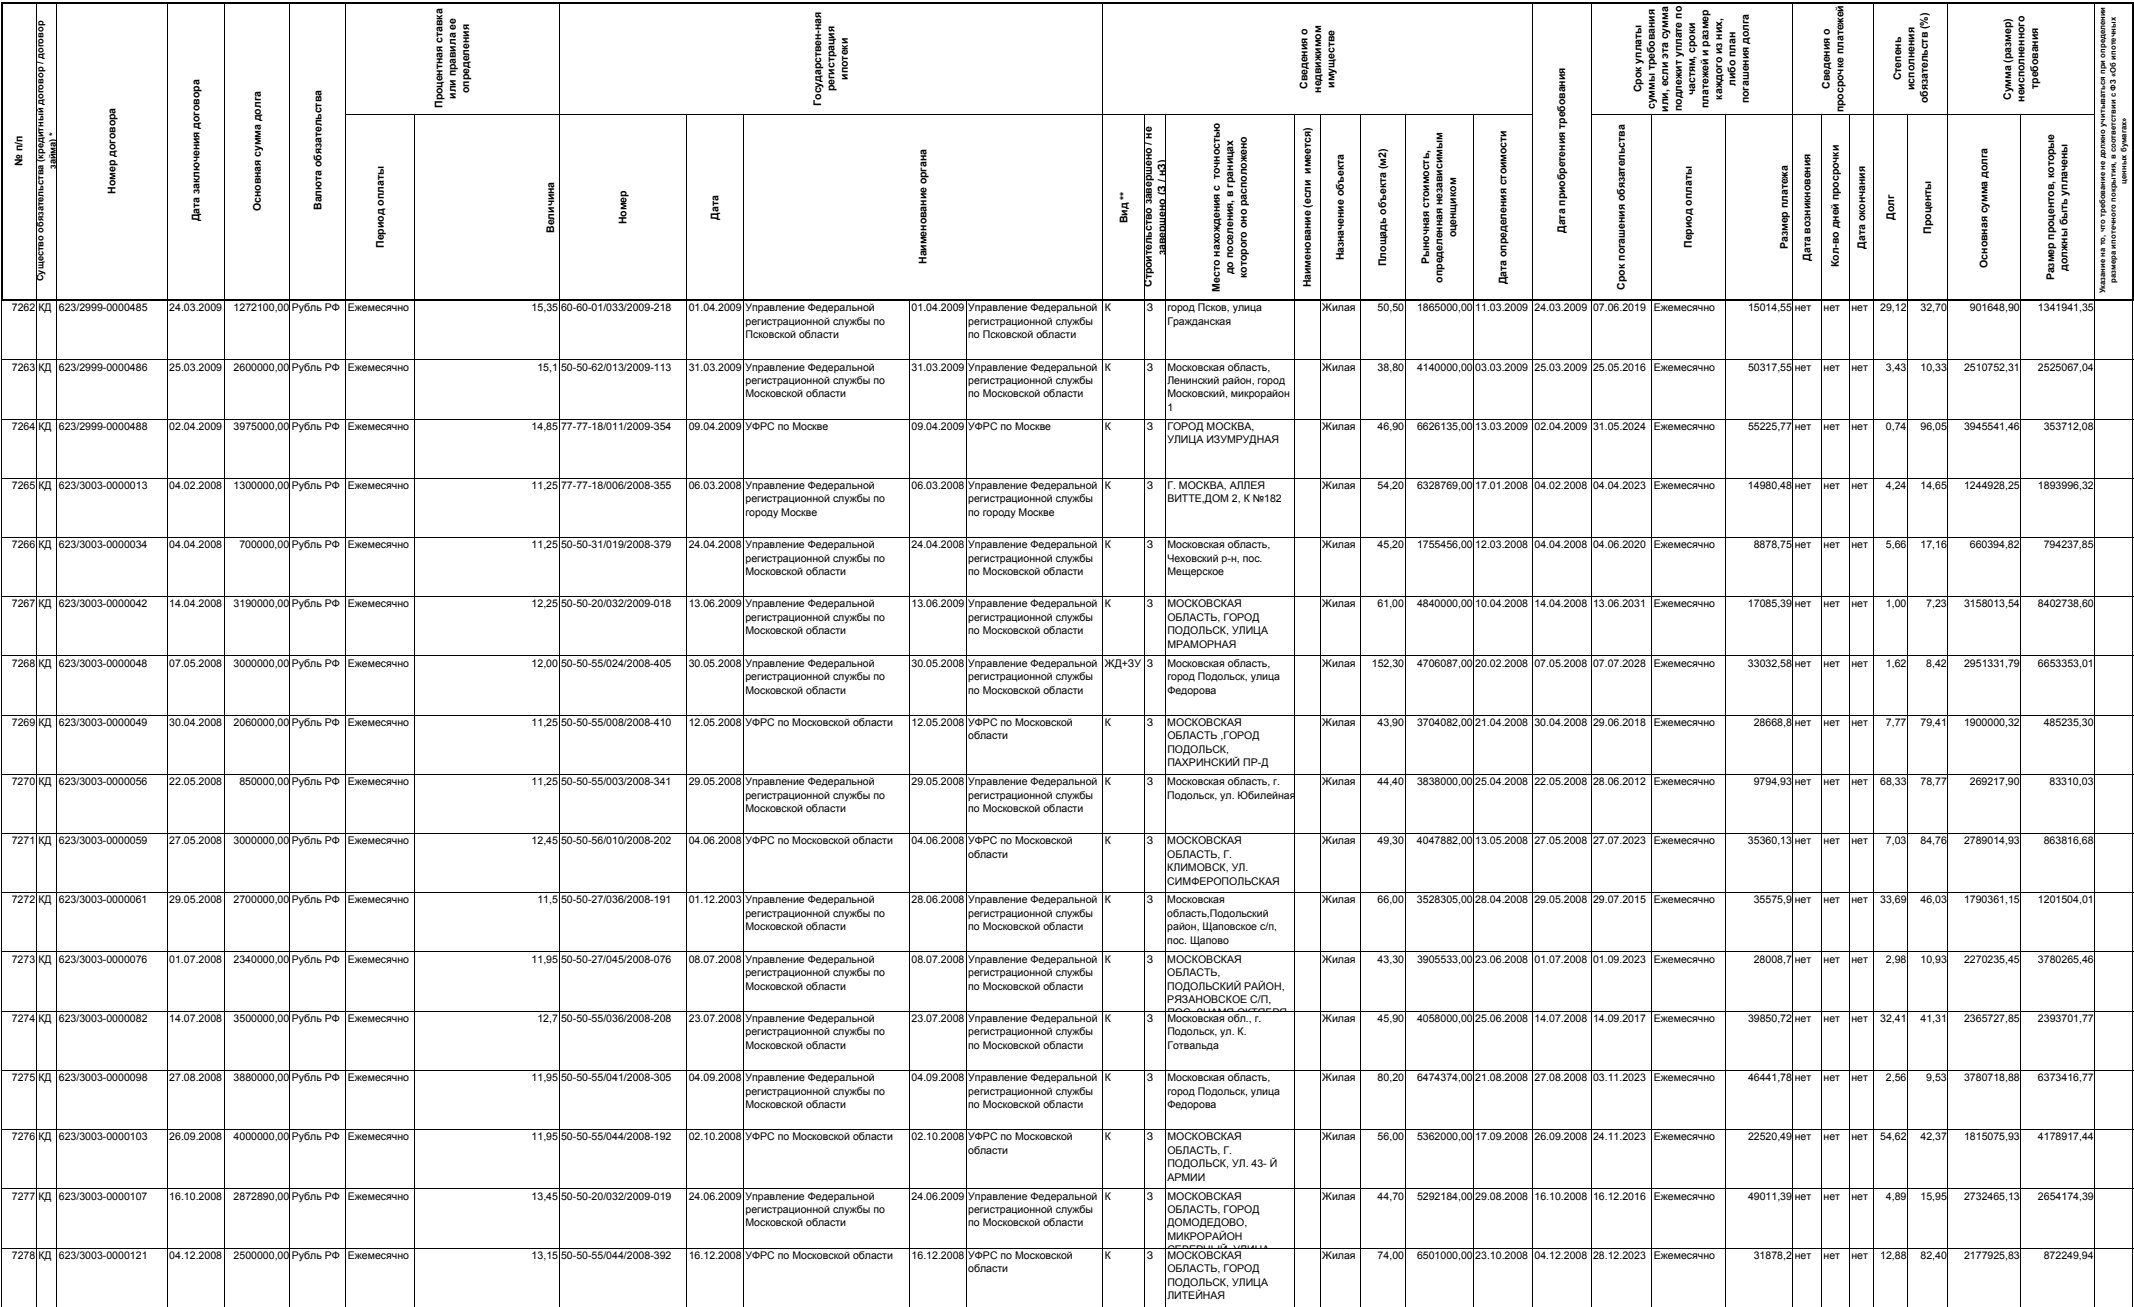 № п/п
Существо обязательства (кредитный договор / договор
займа) *
Номер договора
Дата заключения договора
Основная сумма долга
Валюта обязательства
Процентная ставка
или правила ее
определения
Период оплаты
Величина
Государствен-ная
регистрация
ипотеки
Номер
Дата
Наименование органа
Сведения о
недвижимом
имуществе
Вид **
Строительство завершено / не
завершено (З / нЗ)
Место нахождения с точностью
до поселения, в границах
которого оно расположено
Наименование (если имеется)
Назначение объекта
Площадь объекта (м2)
Рыночная стоимость,
определенная независимым
оценщиком
Дата определения стоимости
Дата приобретения требования
Срок уплаты
суммы требования
или, если эта сумма
подлежит уплате по
частям, сроки
платежей и размер
каждого из них,
либо план
погашения долга
Срок погашения обязательства
Период оплаты
Размер платежа
Сведения о
просрочке платежей
Дата возникновения
Кол-во дней просрочки
Дата окончания
Степень
исполнения
обязательств (%)
Долг
Проценты
Сумма (размер)
неисполненного
требования
Основная сумма долга
Размер процентов, которые
должны быть уплачены
Указание на то, что требование не должно учитываться при определении
размера ипотечного покрытия, в соответствии с ФЗ «Об ипотечных
ценных бумагах»
7262 КД 623/2999-0000485 24.03.2009 1272100,00 Рубль РФ Ежемесячно 15,35 60-60-01/033/2009-218 01.04.2009 Управление Федеральной 01.04.2009 Управление Федеральной К З город Псков, улица Жилая 50,50 1865000,00 11.03.2009 24.03.2009 07.06.2019 Ежемесячно 15014,55 нет нет нет 29,12 32,70 901648,90 1341941,35
регистрационной службы по регистрационной службы Гражданская
Псковской области по Псковской области
7263 КД 623/2999-0000486 25.03.2009 2600000,00 Рубль РФ Ежемесячно 15,1 50-50-62/013/2009-113 31.03.2009 Управление Федеральной 31.03.2009 Управление Федеральной К З Московская область, Жилая 38,80 4140000,00 03.03.2009 25.03.2009 25.05.2016 Ежемесячно 50317,55 нет нет нет 3,43 10,33 2510752,31 2525067,04
регистрационной службы по регистрационной службы Ленинский район, город
Московской области по Московской области Московский, микрорайон
1
7264 КД 623/2999-0000488 02.04.2009 3975000,00 Рубль РФ Ежемесячно 14,85 77-77-18/011/2009-354 09.04.2009 УФРС по Москве 09.04.2009 УФРС по Москве К З ГОРОД МОСКВА, Жилая 46,90 6626135,00 13.03.2009 02.04.2009 31.05.2024 Ежемесячно 55225,77 нет нет нет 0,74 96,05 3945541,46 353712,08
УЛИЦА ИЗУМРУДНАЯ
7265 КД 623/3003-0000013 04.02.2008 1300000,00 Рубль РФ Ежемесячно 11,25 77-77-18/006/2008-355 06.03.2008 Управление Федеральной 06.03.2008 Управление Федеральной К З Г. МОСКВА, АЛЛЕЯ Жилая 54,20 6328769,00 17.01.2008 04.02.2008 04.04.2023 Ежемесячно 14980,48 нет нет нет 4,24 14,65 1244928,25 1893996,32
регистрационной службы по регистрационной службы ВИТТЕ,ДОМ 2, К №182
городу Москве по городу Москве
7266 КД 623/3003-0000034 04.04.2008 700000,00 Рубль РФ Ежемесячно 11,25 50-50-31/019/2008-379 24.04.2008 Управление Федеральной 24.04.2008 Управление Федеральной К З Московская область, Жилая 45,20 1755456,00 12.03.2008 04.04.2008 04.06.2020 Ежемесячно 8878,75 нет нет нет 5,66 17,16 660394,82 794237,85
регистрационной службы по регистрационной службы Чеховский р-н, пос.
Московской области по Московской области Мещерское
7267 КД 623/3003-0000042 14.04.2008 3190000,00 Рубль РФ Ежемесячно 12,25 50-50-20/032/2009-018 13.06.2009 Управление Федеральной 13.06.2009 Управление Федеральной К З МОСКОВСКАЯ Жилая 61,00 4840000,00 10.04.2008 14.04.2008 13.06.2031 Ежемесячно 17085,39 нет нет нет 1,00 7,23 3158013,54 8402738,60
регистрационной службы по регистрационной службы ОБЛАСТЬ, ГОРОД
Московской области по Московской области ПОДОЛЬСК, УЛИЦА
МРАМОРНАЯ
7268 КД 623/3003-0000048 07.05.2008 3000000,00 Рубль РФ Ежемесячно 12,00 50-50-55/024/2008-405 30.05.2008 Управление Федеральной 30.05.2008 Управление Федеральной ЖД+ЗУ З Московская область, Жилая 152,30 4706087,00 20.02.2008 07.05.2008 07.07.2028 Ежемесячно 33032,58 нет нет нет 1,62 8,42 2951331,79 6653353,01
регистрационной службы по регистрационной службы город Подольск, улица
Московской области по Московской области Федорова
7269 КД 623/3003-0000049 30.04.2008 2060000,00 Рубль РФ Ежемесячно 11,25 50-50-55/008/2008-410 12.05.2008 УФРС по Московской области 12.05.2008 УФРС по Московской К З МОСКОВСКАЯ Жилая 43,90 3704082,00 21.04.2008 30.04.2008 29.06.2018 Ежемесячно 28668,8 нет нет нет 7,77 79,41 1900000,32 485235,30
области ОБЛАСТЬ ,ГОРОД
ПОДОЛЬСК,
ПАХРИНСКИЙ ПР-Д
7270 КД 623/3003-0000056 22.05.2008 850000,00 Рубль РФ Ежемесячно 11,25 50-50-55/003/2008-341 29.05.2008 Управление Федеральной 29.05.2008 Управление Федеральной К З Московская область, г. Жилая 44,40 3838000,00 25.04.2008 22.05.2008 28.06.2012 Ежемесячно 9794,93 нет нет нет 68,33 78,77 269217,90 83310,03
регистрационной службы по регистрационной службы Подольск, ул. Юбилейная
Московской области по Московской области
7271 КД 623/3003-0000059 27.05.2008 3000000,00 Рубль РФ Ежемесячно 12,45 50-50-56/010/2008-202 04.06.2008 УФРС по Московской области 04.06.2008 УФРС по Московской К З МОСКОВСКАЯ Жилая 49,30 4047882,00 13.05.2008 27.05.2008 27.07.2023 Ежемесячно 35360,13 нет нет нет 7,03 84,76 2789014,93 863816,68
области ОБЛАСТЬ, Г.
КЛИМОВСК, УЛ.
СИМФЕРОПОЛЬСКАЯ
7272 КД 623/3003-0000061 29.05.2008 2700000,00 Рубль РФ Ежемесячно 11,5 50-50-27/036/2008-191 01.12.2003 Управление Федеральной 28.06.2008 Управление Федеральной К З Московская Жилая 66,00 3528305,00 28.04.2008 29.05.2008 29.07.2015 Ежемесячно 35575,9 нет нет нет 33,69 46,03 1790361,15 1201504,01
регистрационной службы по регистрационной службы область,Подольский
Московской области по Московской области район, Щаповское с/п,
пос. Щапово
7273 КД 623/3003-0000076 01.07.2008 2340000,00 Рубль РФ Ежемесячно 11,95 50-50-27/045/2008-076 08.07.2008 Управление Федеральной 08.07.2008 Управление Федеральной К З МОСКОВСКАЯ Жилая 43,30 3905533,00 23.06.2008 01.07.2008 01.09.2023 Ежемесячно 28008,7 нет нет нет 2,98 10,93 2270235,45 3780265,46
регистрационной службы по регистрационной службы ОБЛАСТЬ,
Московской области по Московской области ПОДОЛЬСКИЙ РАЙОН,
РЯЗАНОВСКОЕ С/П,
7274 КД 623/3003-0000082 14.07.2008 3500000,00 Рубль РФ Ежемесячно 12,7 50-50-55/036/2008-208 23.07.2008 Управление Федеральной 23.07.2008 Управление Федеральной К З Московская обл., г. Жилая 45,90 4058000,00 25.06.2008 14.07.2008 14.09.2017 Ежемесячно 39850,72 нет нет нет 32,41 41,31 2365727,85 2393701,77
регистрационной службы по регистрационной службы Подольск, ул. К.
Московской области по Московской области Готвальда
7275 КД 623/3003-0000098 27.08.2008 3880000,00 Рубль РФ Ежемесячно 11,95 50-50-55/041/2008-305 04.09.2008 Управление Федеральной 04.09.2008 Управление Федеральной К З Московская область, Жилая 80,20 6474374,00 21.08.2008 27.08.2008 03.11.2023 Ежемесячно 46441,78 нет нет нет 2,56 9,53 3780718,88 6373416,77
регистрационной службы по регистрационной службы город Подольск, улица
Московской области по Московской области Федорова
7276 КД 623/3003-0000103 26.09.2008 4000000,00 Рубль РФ Ежемесячно 11,95 50-50-55/044/2008-192 02.10.2008 УФРС по Московской области 02.10.2008 УФРС по Московской К З МОСКОВСКАЯ Жилая 56,00 5362000,00 17.09.2008 26.09.2008 24.11.2023 Ежемесячно 22520,49 нет нет нет 54,62 42,37 1815075,93 4178917,44
области ОБЛАСТЬ, Г.
ПОДОЛЬСК, УЛ. 43- Й
АРМИИ
7277 КД 623/3003-0000107 16.10.2008 2872890,00 Рубль РФ Ежемесячно 13,45 50-50-20/032/2009-019 24.06.2009 Управление Федеральной 24.06.2009 Управление Федеральной К З МОСКОВСКАЯ Жилая 44,70 5292184,00 29.08.2008 16.10.2008 16.12.2016 Ежемесячно 49011,39 нет нет нет 4,89 15,95 2732465,13 2654174,39
регистрационной службы по регистрационной службы ОБЛАСТЬ, ГОРОД
Московской области по Московской области ДОМОДЕДОВО,
МИКРОРАЙОН
7278 КД 623/3003-0000121 04.12.2008 2500000,00 Рубль РФ Ежемесячно 13,15 50-50-55/044/2008-392 16.12.2008 УФРС по Московской области 16.12.2008 УФРС по Московской К З МОСКОВСКАЯ Жилая 74,00 6501000,00 23.10.2008 04.12.2008 28.12.2023 Ежемесячно 31878,2 нет нет нет 12,88 82,40 2177925,83 872249,94
области ОБЛАСТЬ, ГОРОД
ПОДОЛЬСК, УЛИЦА
ЛИТЕЙНАЯ